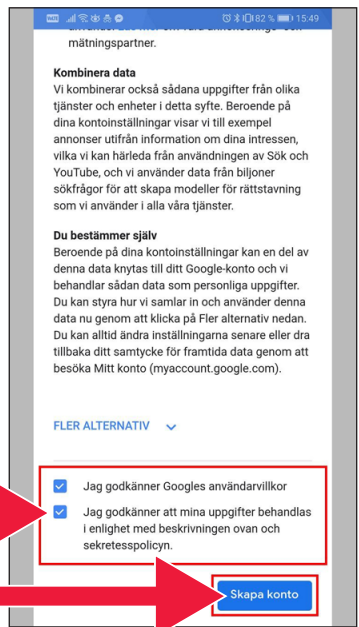 82 % 15:49
mätningspartner.
Kombinera data
Vi kombinerar också sådana uppgifter från olika
tjänster och enheter i detta syfte. Beroende på
dina kontoinställningar visar vi till exempel
annonser utifrån information om dina intressen,
vilka vi kan härleda från användningen av Sök och
YouTube, och vi använder data från biljoner
sökfrågor för att skapa modeller för rättstavning
som vi använder i alla våra tjänster.
Du bestämmer själv
Beroende på dina kontoinställningar kan en del av
denna data knytas till ditt Google-konto och vi
behandlar sådan data som personliga uppgifter.
Du kan styra hur vi samlar in och använder denna
data nu genom att klicka på Fler alternativ nedan.
Du kan alltid ändra inställningarna senare eller dra
tillbaka ditt samtycke för framtida data genom att
besöka Mitt konto (myaccount.google.com).
FLER ALTERNATIV
Jag godkänner Googles användarvillkor
Jag godkänner att mina uppgifter behandlas
i enlighet med beskrivningen ovan och
sekretesspolicyn.
Skapa konto